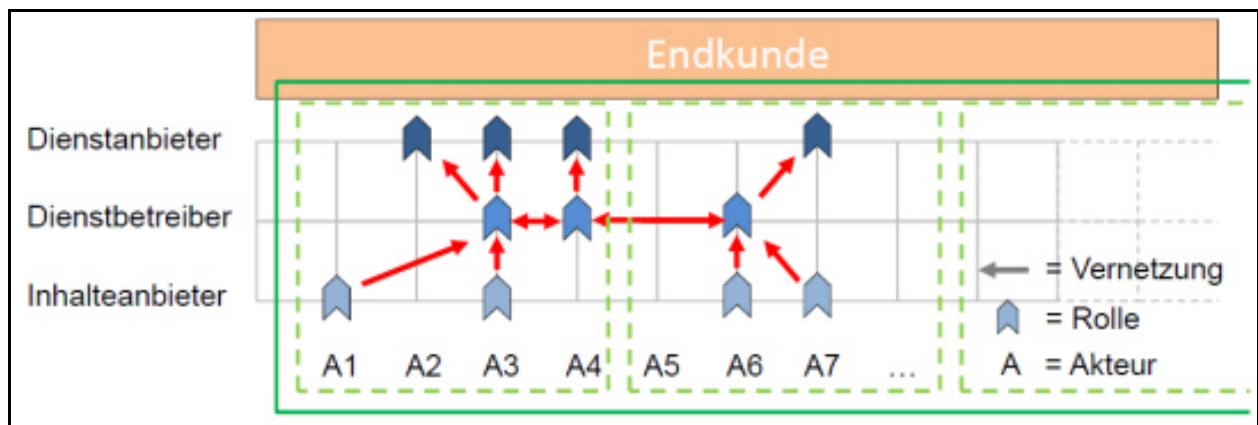 Endkunde
Dienstanbieter
Dienstbetreiber
Inhalteanbieter
= Vernetzung
= Rolle
A1 A2 A3 A4 A5 A6 A7 ... A = Akteur